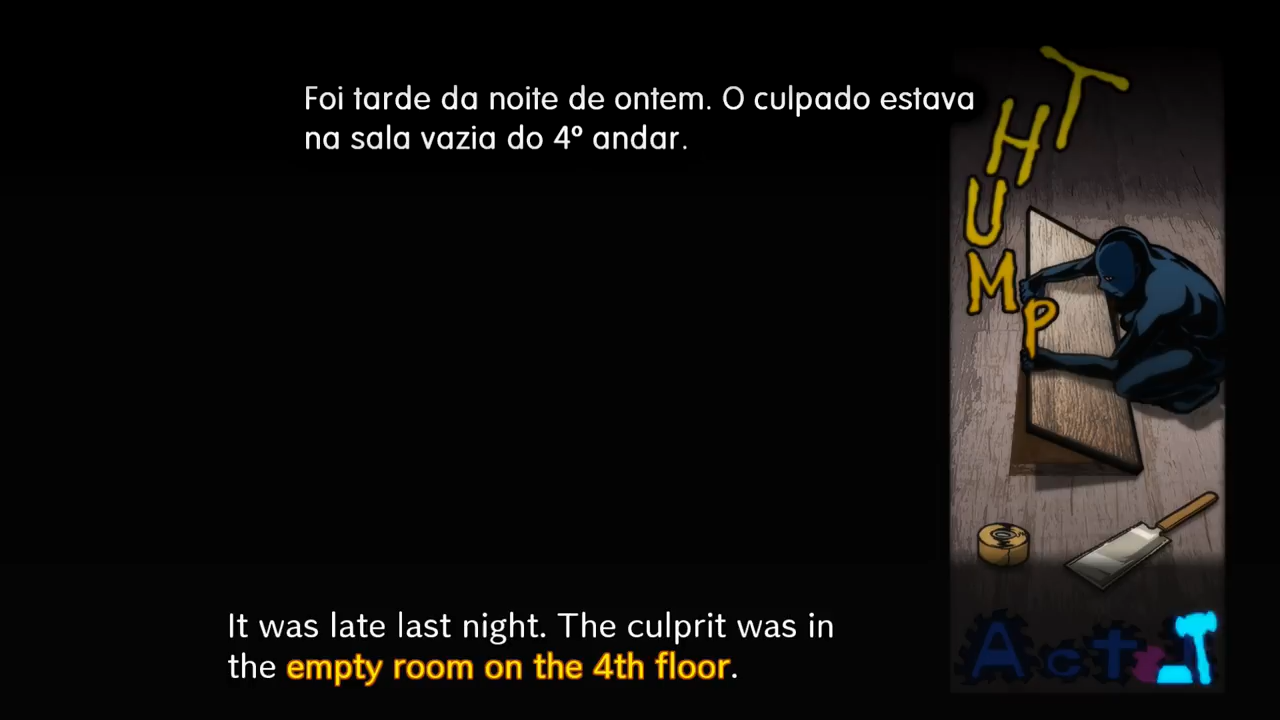 Foi tarde da noite de ontem. O culpado estava
na sala vazia do 4º andar.
THUMP
It was late last night. The culprit was in
the empty room on the 4th floor.
Act.1